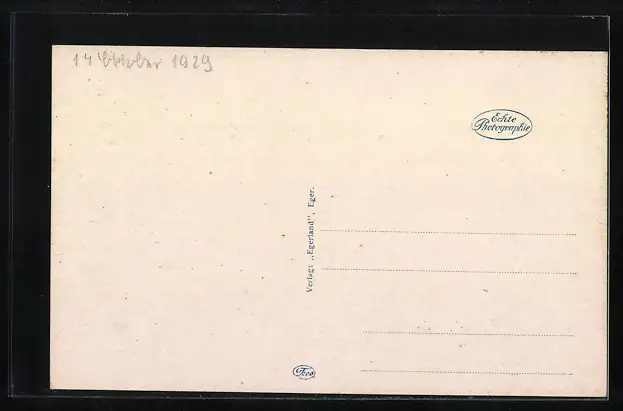 14 Oktober 1929
Echte
Photographie
Verlag: „Egerland", Eger.